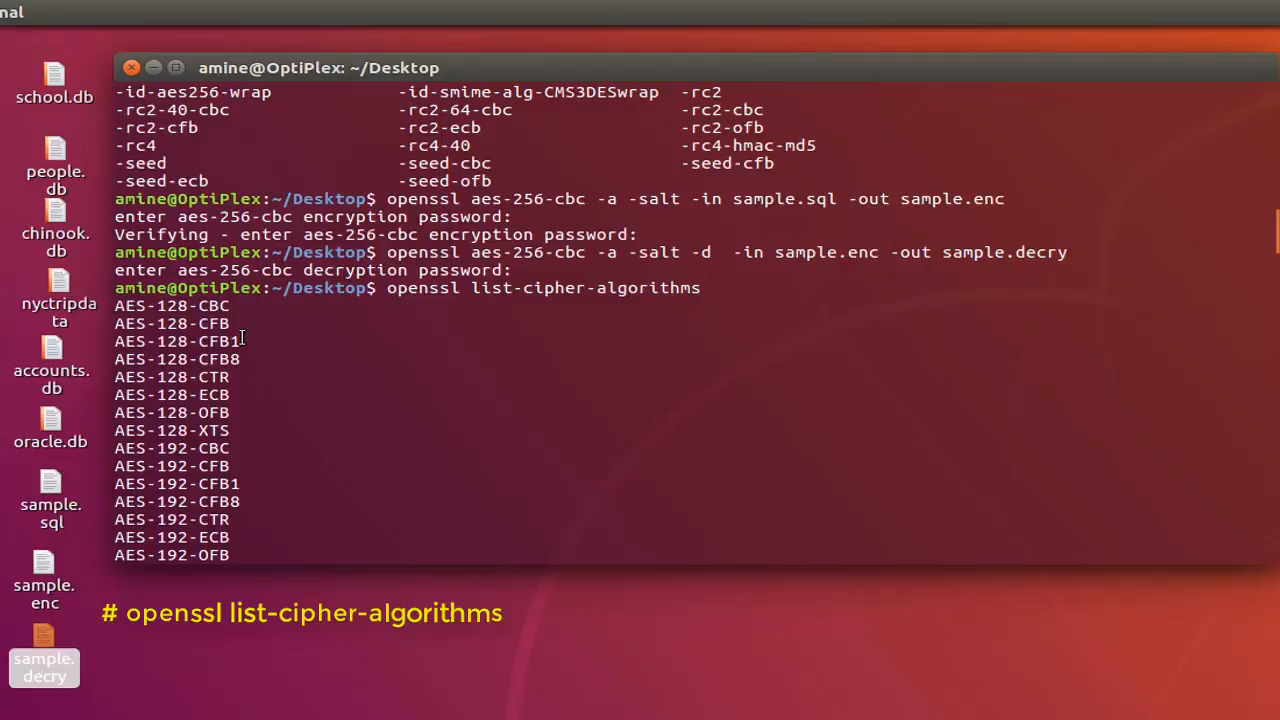 nal
amine@OptiPlex: ~/Desktop
-id-aes256-wrap -id-smime-alg-CMS3DESwrap -rc2
-rc2-40-cbc -rc2-64-cbc -rc2-cbc
-rc2-cfb -rc2-ecb -rc2-ofb
-rc4 -rc4-40 -rc4-hmac-md5
-seed -seed-cbc -seed-cfb
-seed-ecb -seed-ofb
amine@OptiPlex:~/Desktop$ openssl aes-256-cbc -a -salt -in sample.sql -out sample.enc
enter aes-256-cbc encryption password:
Verifying - enter aes-256-cbc encryption password:
amine@OptiPlex:~/Desktop$ openssl aes-256-cbc -a -salt -d  -in sample.enc -out sample.decry
enter aes-256-cbc decryption password:
amine@OptiPlex:~/Desktop$ openssl list-cipher-algorithms
AES-128-CBC
AES-128-CFB
AES-128-CFB1
AES-128-CFB8
AES-128-CTR
AES-128-ECB
AES-128-OFB
AES-128-XTS
AES-192-CBC
AES-192-CFB
AES-192-CFB1
AES-192-CFB8
AES-192-CTR
AES-192-ECB
AES-192-OFB
school.db
people.
db
chinook.
db
nyctripda
ta
accounts.
db
oracle.db
sample.
sql
sample.
enc
sample.
decry
# openssl list-cipher-algorithms